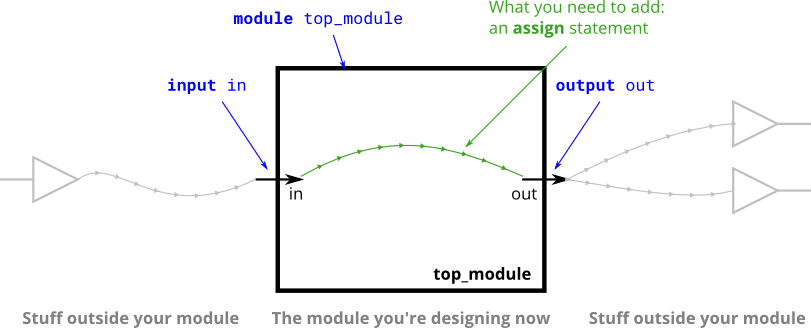 What you need to add:
module top_module
an assign statement
input in
output out
in
out
top_module
Stuff outside your module
The module you're designing now
Stuff outside your module